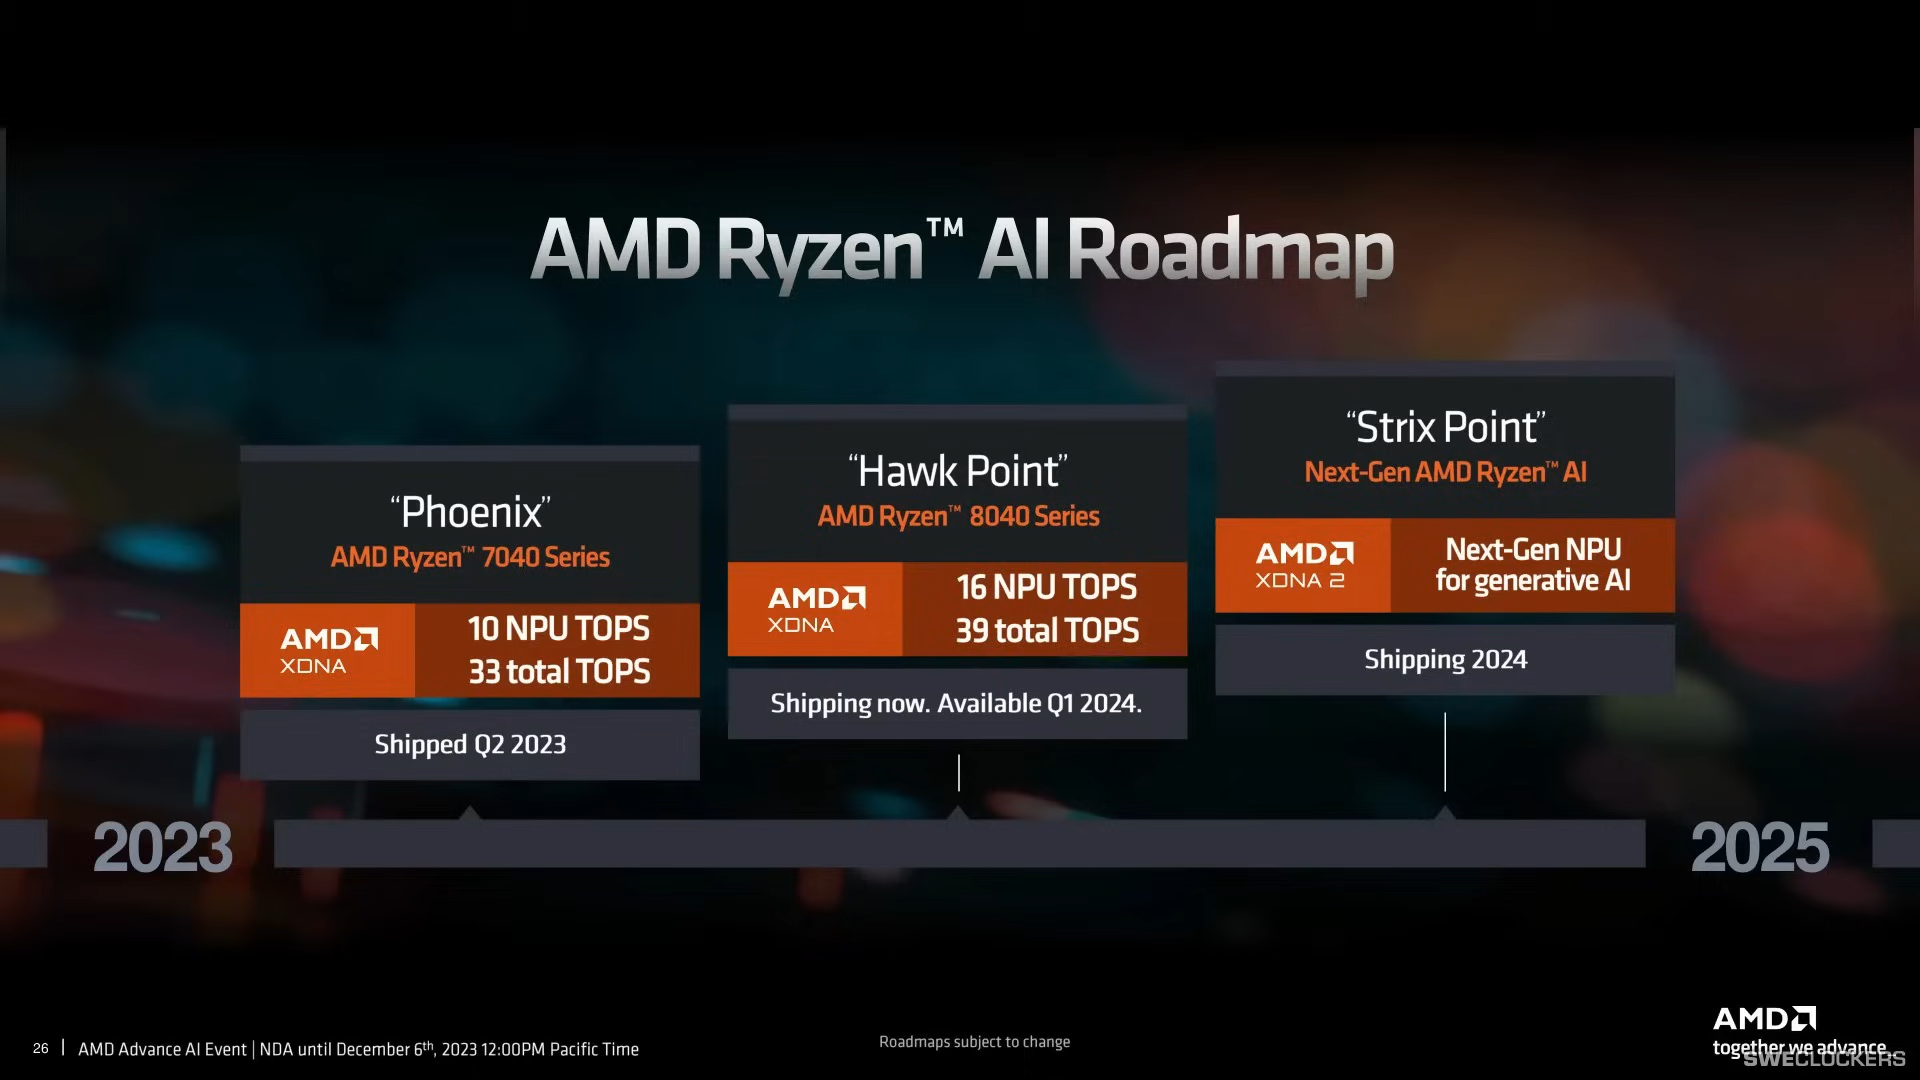 AMD Ryzen™ AI Roadmap
“Phoenix”
AMD Ryzen™ 7040 Series
AMD
XDNA
10 NPU TOPS
33 total TOPS
Shipped Q2 2023
“Hawk Point”
AMD Ryzen™ 8040 Series
AMD
XDNA
16 NPU TOPS
39 total TOPS
Shipping now. Available Q1 2024.
“Strix Point”
Next-Gen AMD Ryzen™ AI
AMD
XDNA 2
Next-Gen NPU
for generative AI
Shipping 2024
2023
2025
26 | AMD Advance AI Event | NDA until December 6th, 2023 12:00PM Pacific Time
Roadmaps subject to change
AMD
together we advance_
SWECLOCKERS